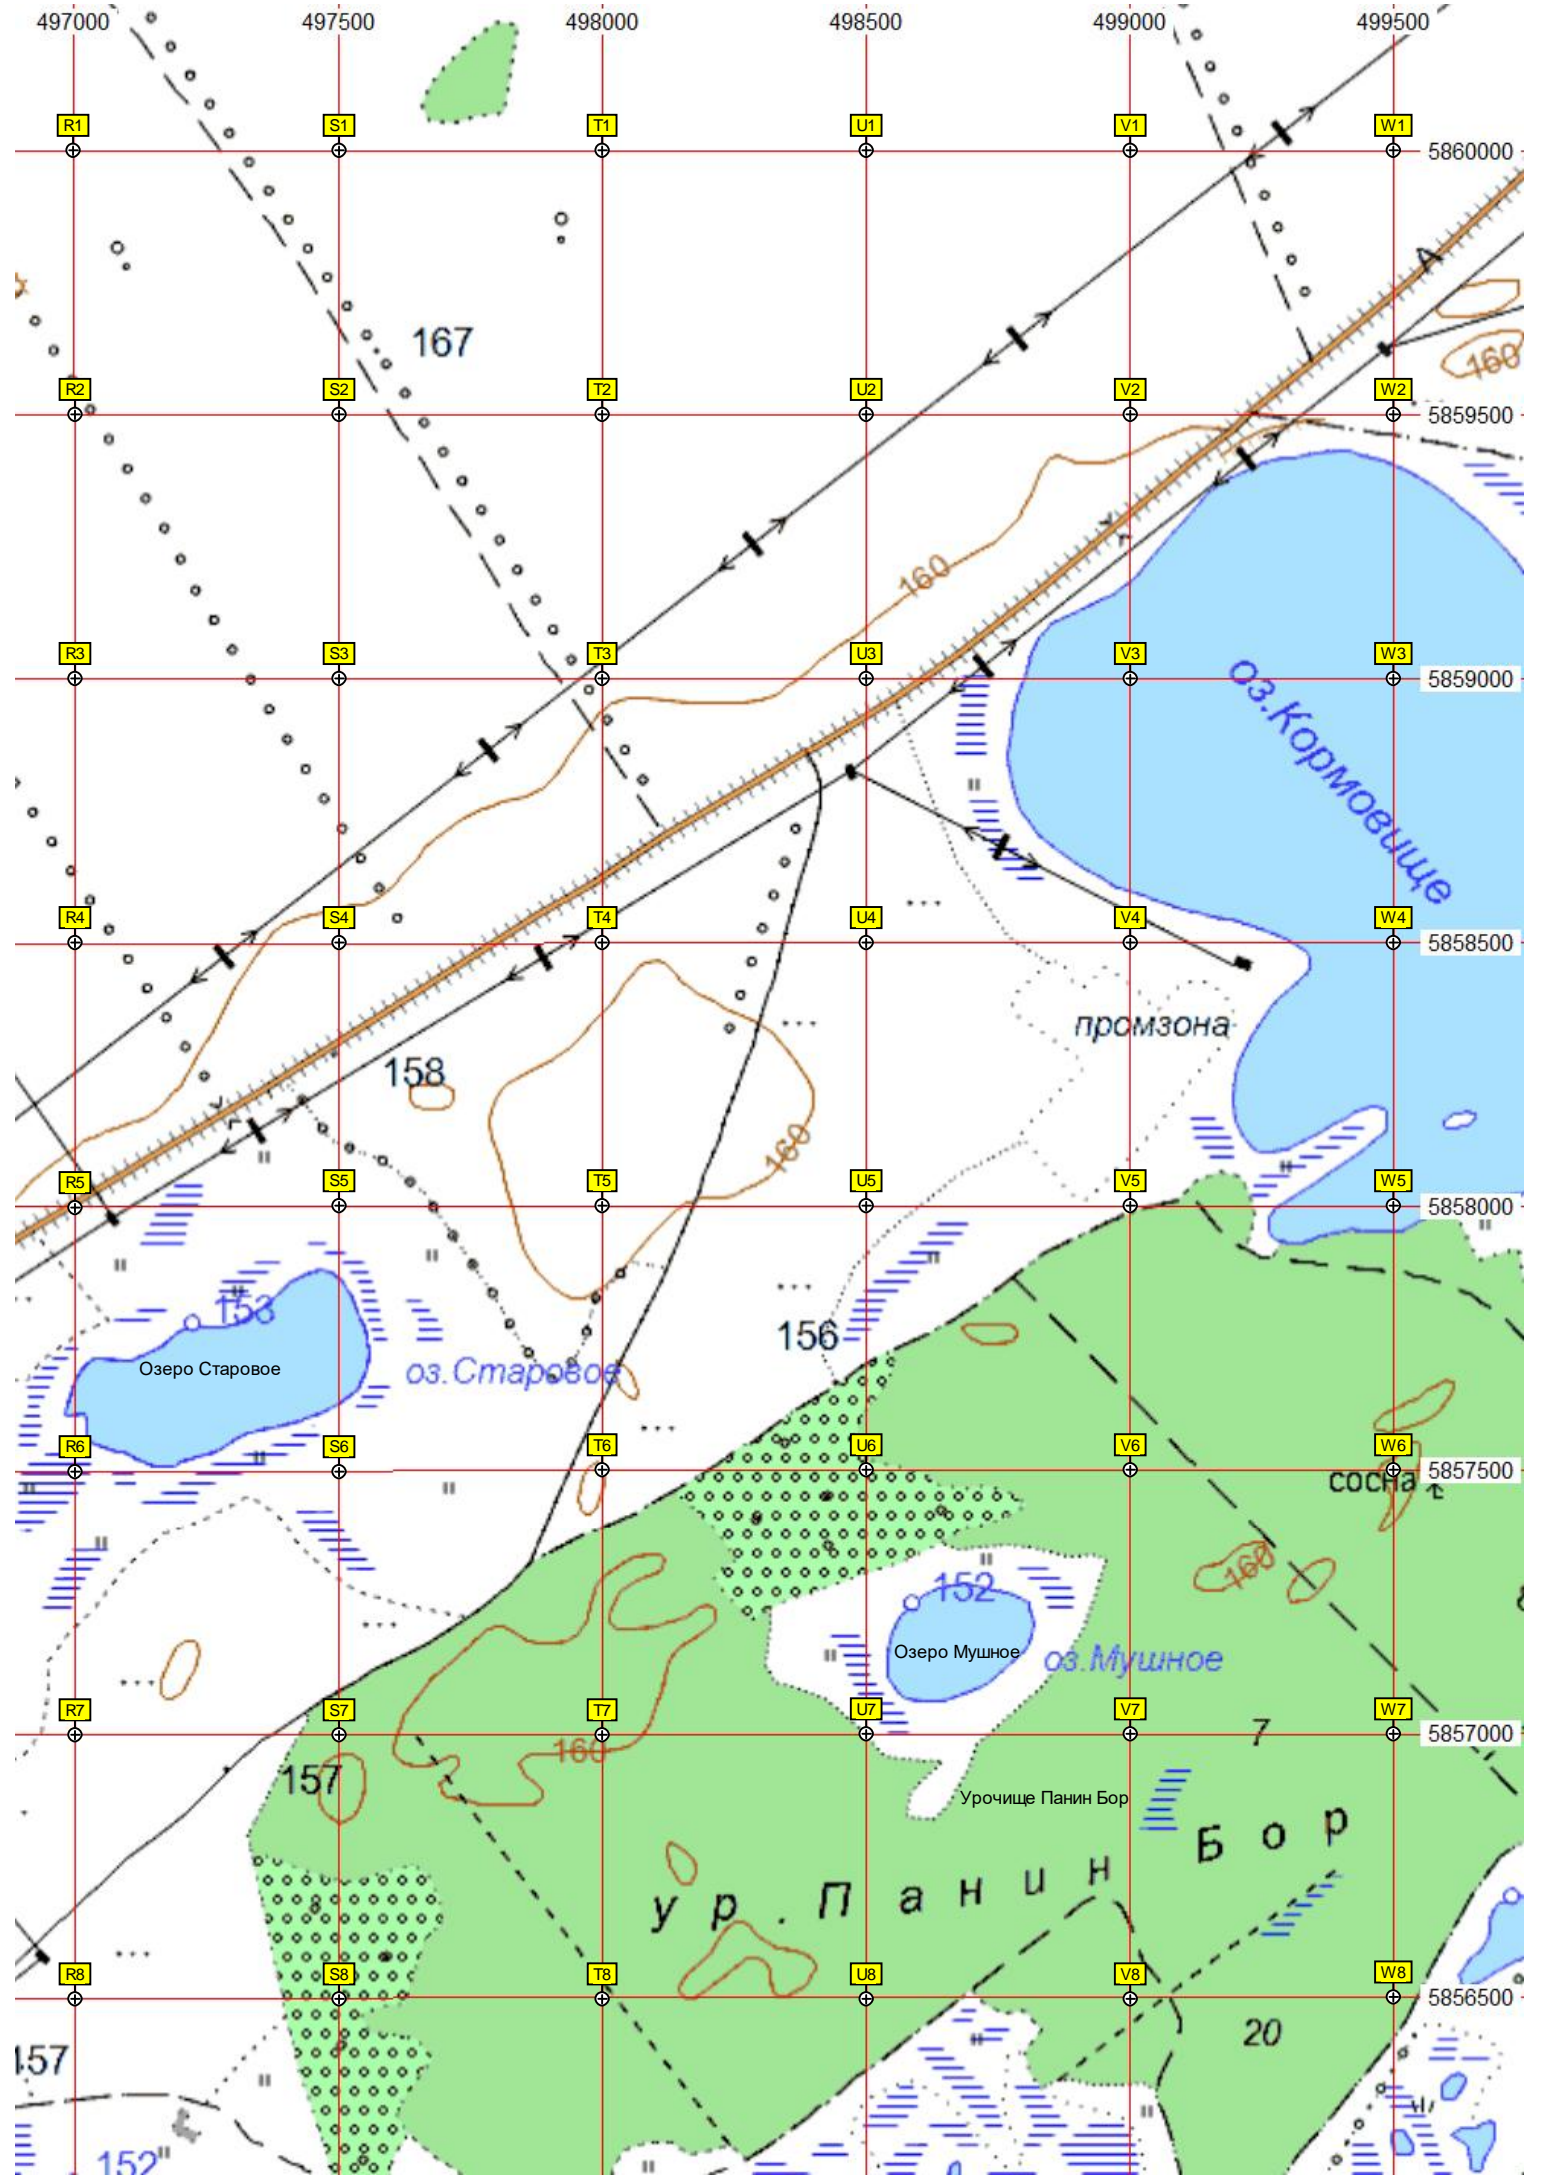 497000 497500 498000 498500 499000 499500
R1 S1 T1 U1 V1 W1
5860000
167
160
R2 S2 T2 U2 V2 W2
5859500
160
R3 S3 T3 U3 V3 W3
5859000
оз.Кормовище
R4 S4 T4 U4 V4 W4
5858500
промзона
158
160
R5 S5 T5 U5 V5 W5
5858000
153
156
Озеро Старовое
оз.Старовое
R6 S6 T6 U6 V6 W6
5857500
сосна
160
152
Озеро Мушное
оз.Мушное
R7 S7 T7 U7 V7 W7
5857000
7
160
157
Урочище Панин Бор
ур. Панин Бор
R8 S8 T8 U8 V8 W8
5856500
20
157
152